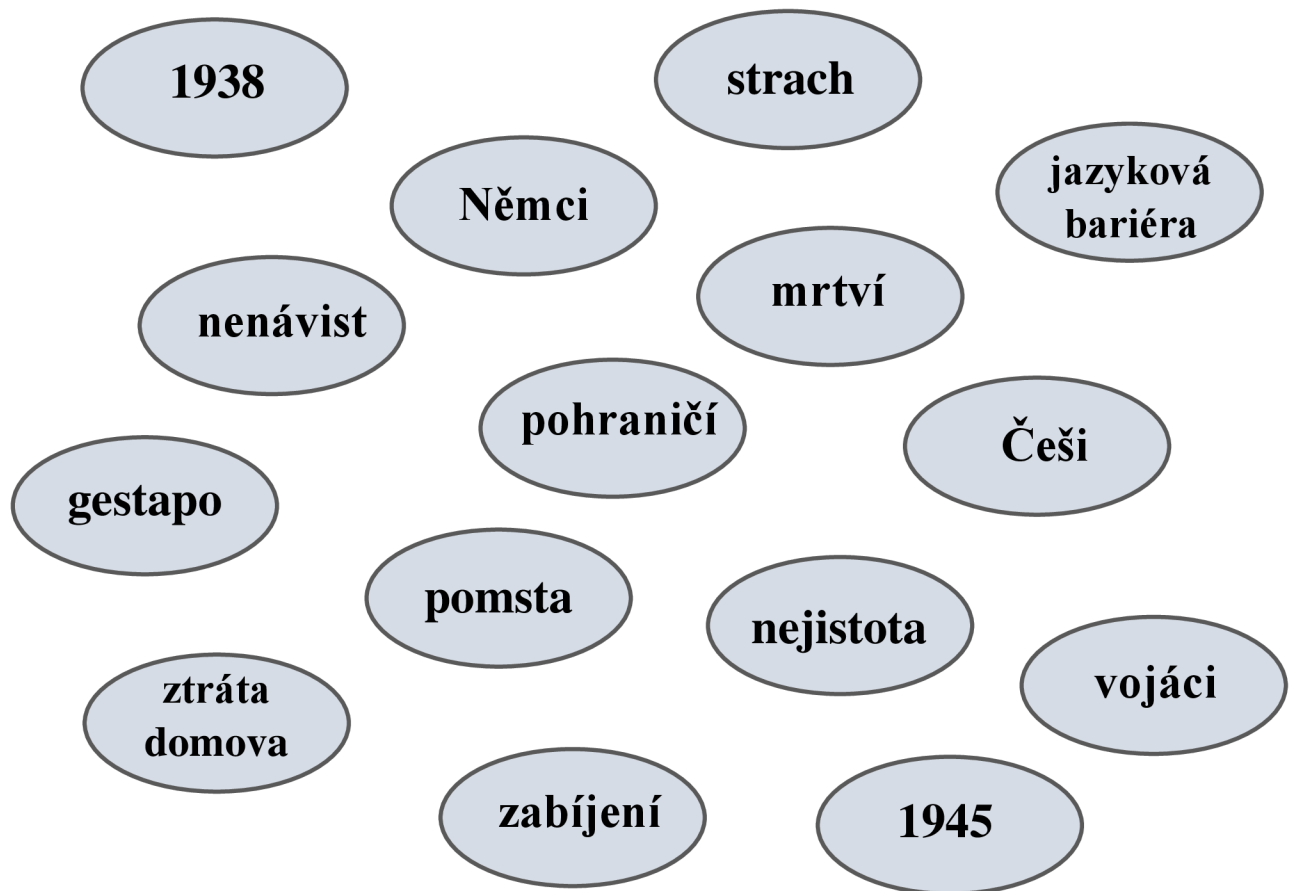 1938
strach
jazyková
bariéra
Němci
mrtví
nenávist
pohraničí
Češi
gestapo
pomsta
nejistota
vojáci
ztráta
domova
zabíjení
1945